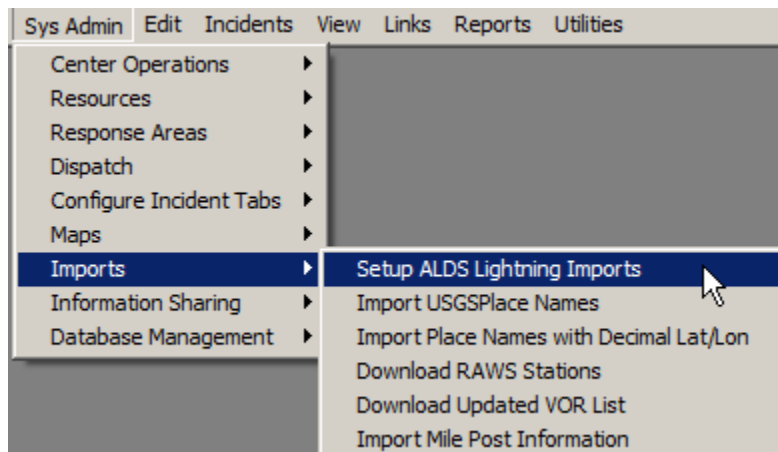 Sys Admin Edit Incidents View Links Reports Utilities
Center Operations
Resources
Response Areas
Dispatch
Configure Incident Tabs
Maps
Imports
Information Sharing
Database Management
Setup ALDS Lightning Imports
Import USGSPlace Names
Import Place Names with Decimal Lat/Lon
Download RAWS Stations
Download Updated VOR List
Import Mile Post Information